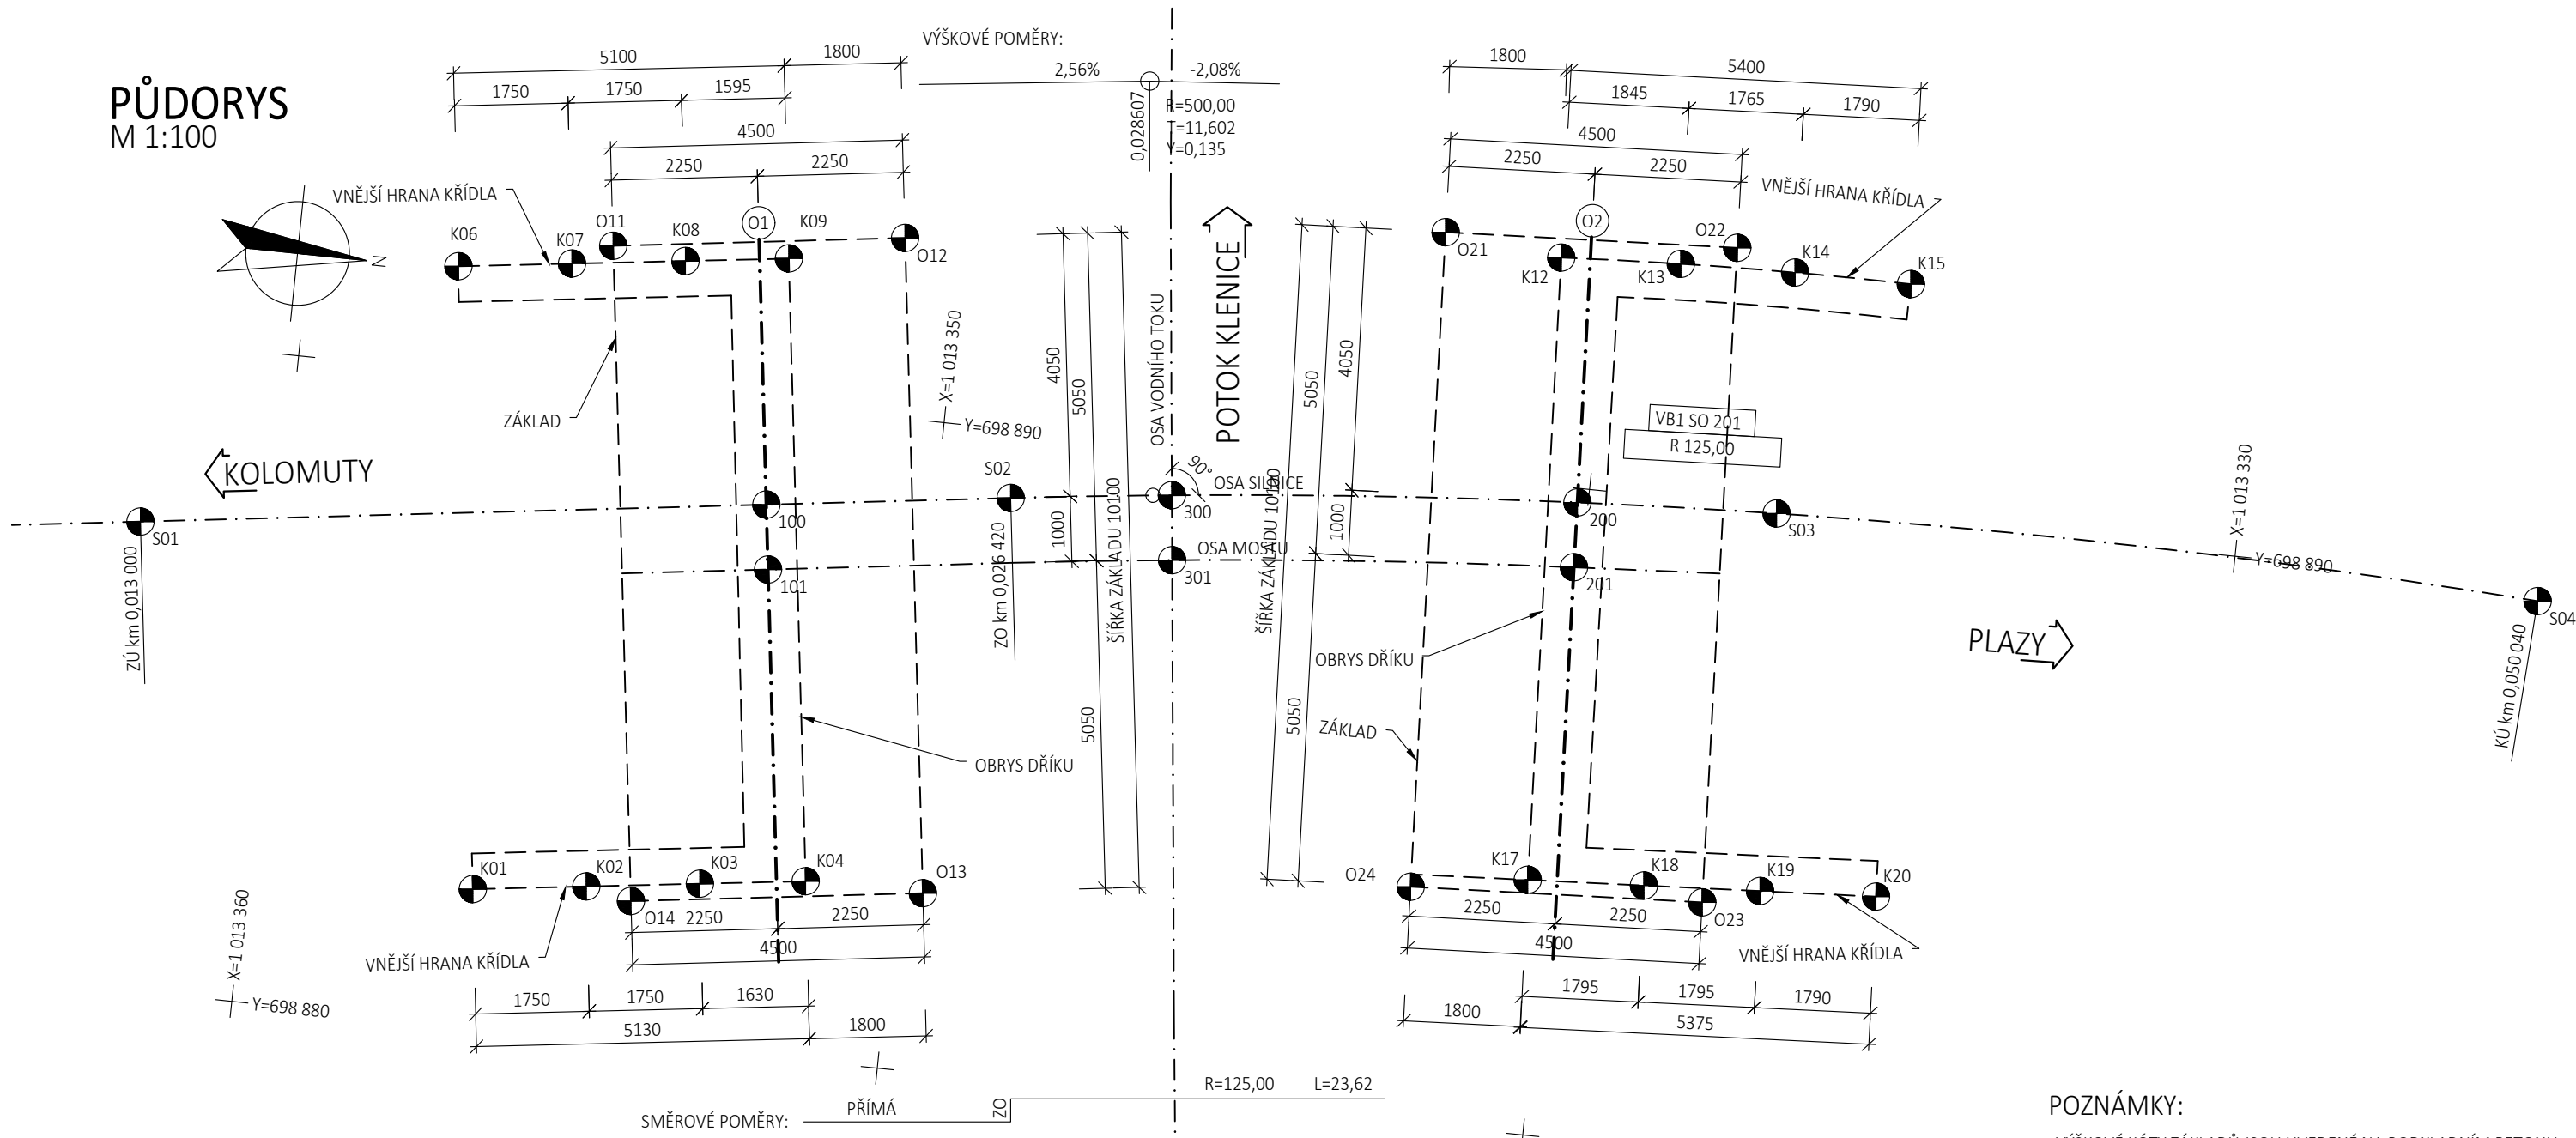 PŮDORYS
M 1:100
VÝŠKOVÉ POMĚRY:
2,56%
-2,08%
R=500,00
T=11,602
Y=0,135
0,028607
5100
1800
1750
1750
1595
4500
2250
2250
1800
5400
1845
1765
1790
4500
2250
2250
VNĚJŠÍ HRANA KŘÍDLA
VNĚJŠÍ HRANA KŘÍDLA
K06
K07
O11
K08
O1
K09
O12
O21
K12
O2
K13
O22
K14
K15
N
ZÁKLAD
X=1 013 350
Y=698 890
4050
5050
OSA VODNÍHO TOKU
POTOK KLENICE
5050
4050
VB1 SO 201
R 125,00
KOLOMUTY
S01
100
S02
300
90°
OSA SILNICE
200
S03
X=1 013 330
Y=698 890
S04
1000
1000
OSA MOSTU
101
301
201
ŠÍŘKA ZÁKLADU 10100
ŠÍŘKA ZÁKLADU 10100
ZÚ km 0,013 000
ZO km 0,026 420
KÚ km 0,050 040
PLAZY
OBRYS DŘÍKU
ZÁKLAD
OBRYS DŘÍKU
5050
5050
K01
K02
K03
K04
O13
O14
O24
K17
K18
K19
K20
O23
2250
2250
4500
2250
2250
4500
VNĚJŠÍ HRANA KŘÍDLA
VNĚJŠÍ HRANA KŘÍDLA
X=1 013 360
Y=698 880
1750
1750
1630
5130
1800
1795
1795
1790
1800
5375
SMĚROVÉ POMĚRY:
PŘÍMÁ
ZO
R=125,00
L=23,62
POZNÁMKY: